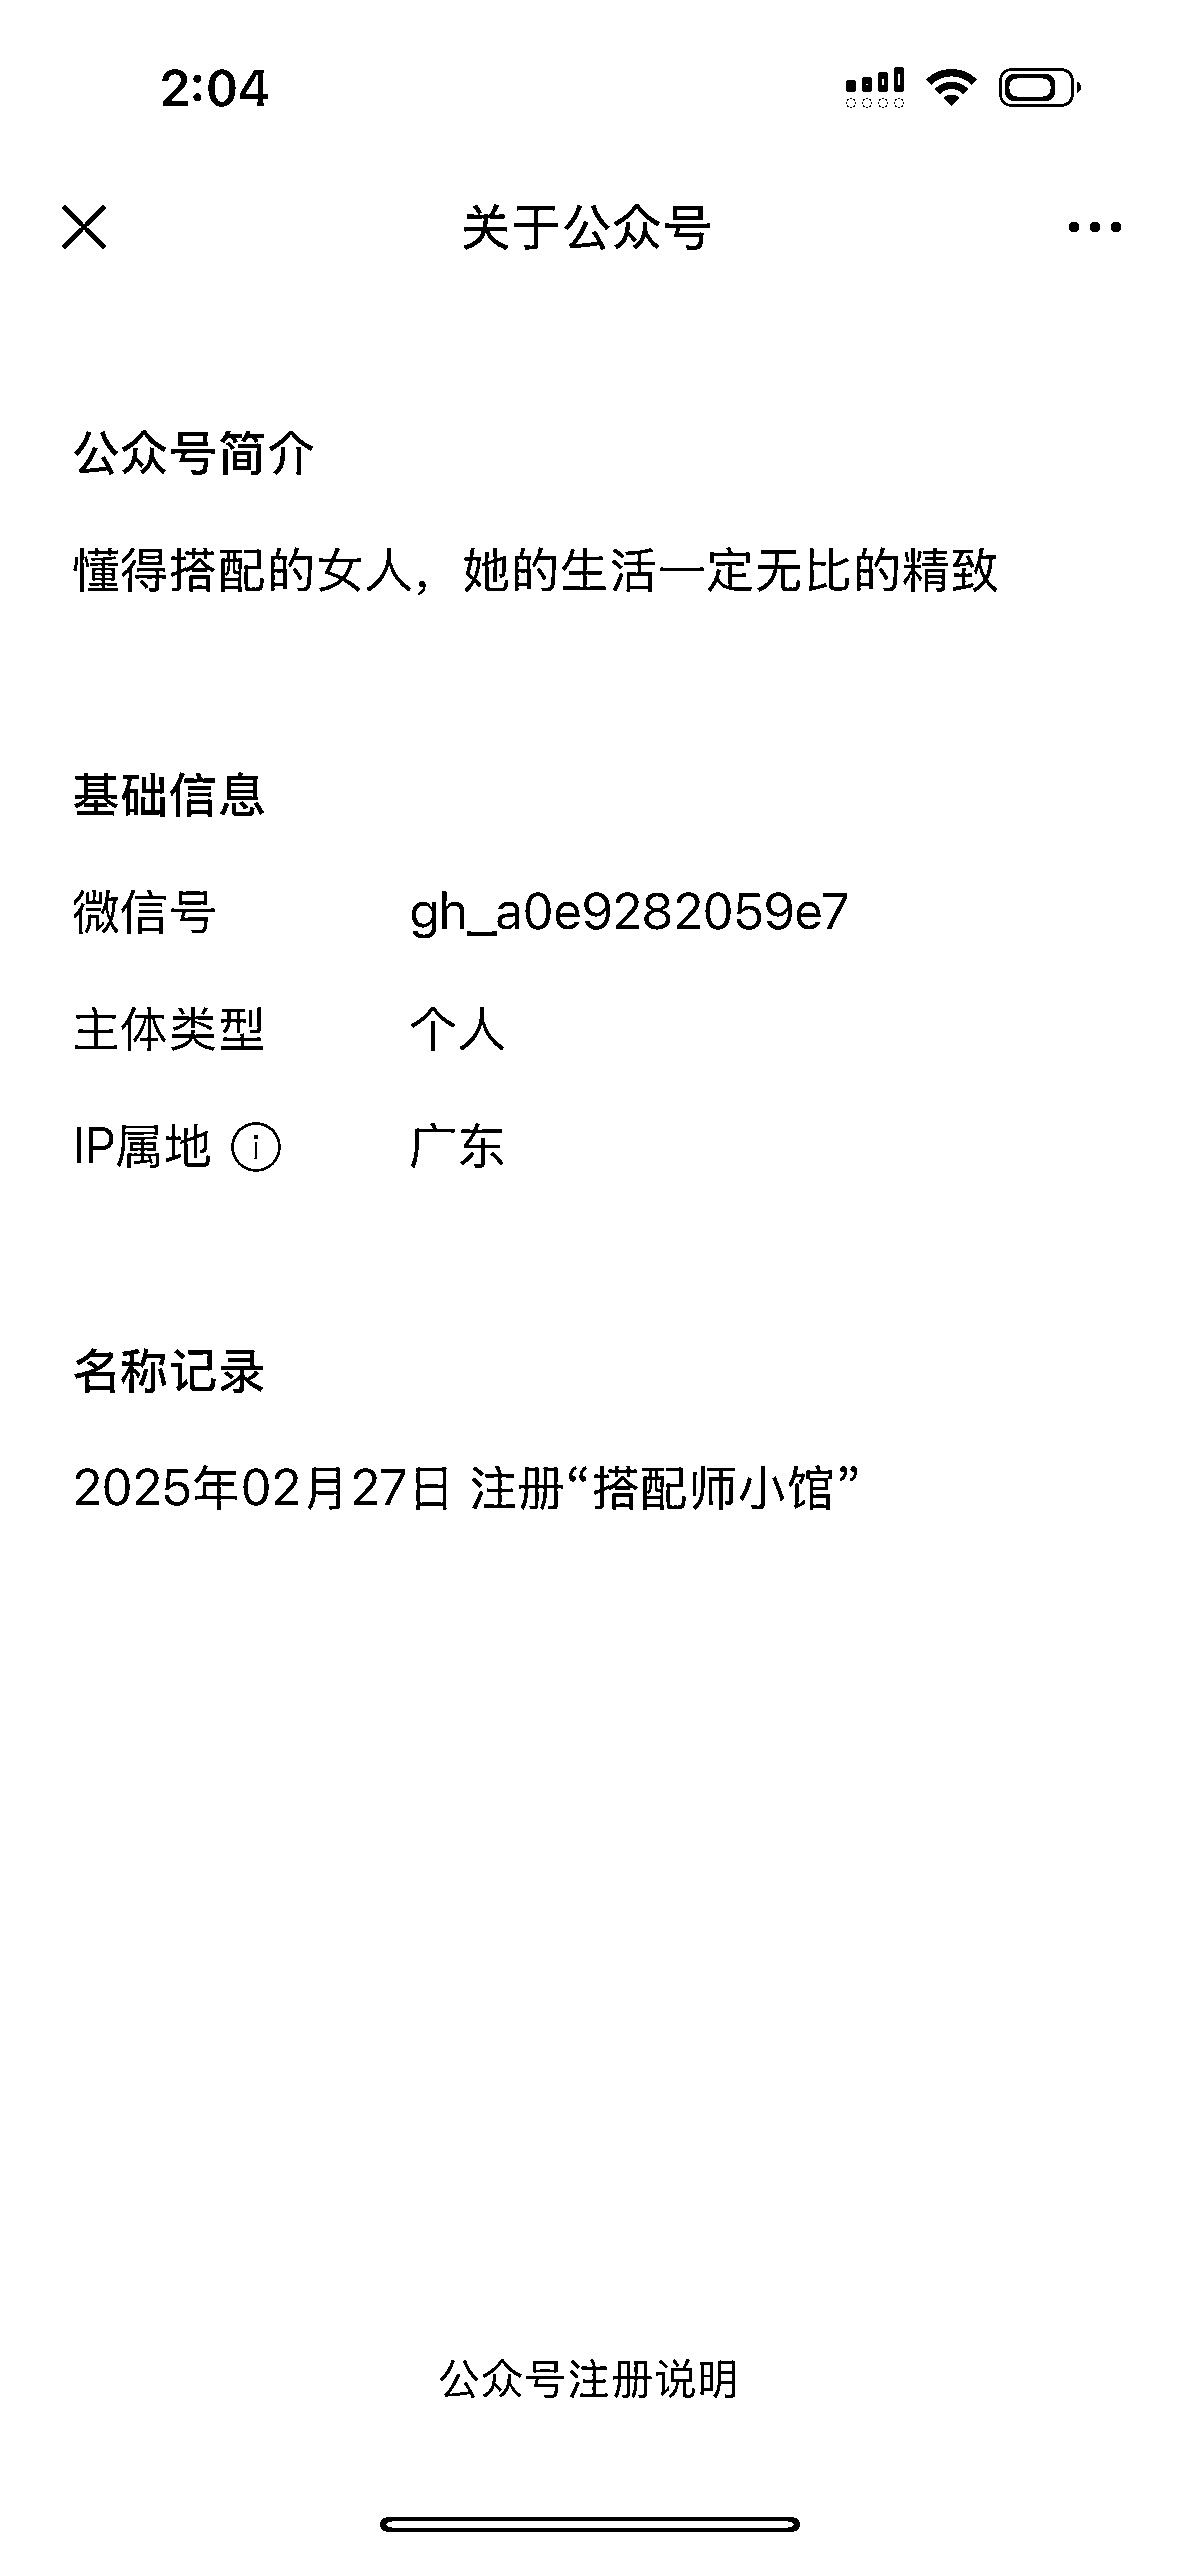 2:04
关于公众号
公众号简介
懂得搭配的女人，她的生活一定无比的精致
基础信息
微信号 gh_a0e9282059e7
主体类型 个人
IP属地 广东
名称记录
2025年02月27日 注册“搭配师小馆”
公众号注册说明